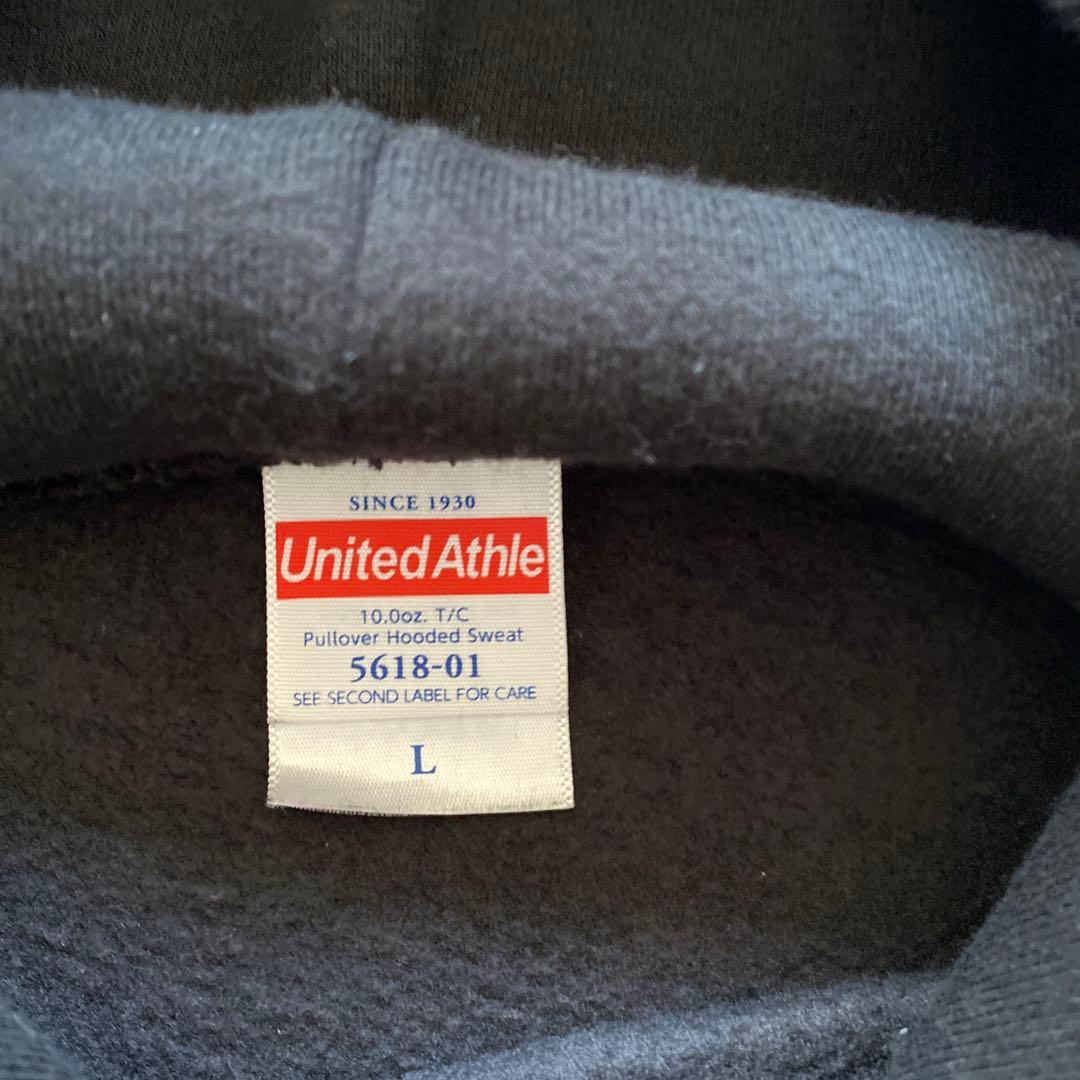 SINCE 1930
United Athle
10.0oz. T/C
Pullover Hooded Sweat
5618-01
SEE SECOND LABEL FOR CARE
L